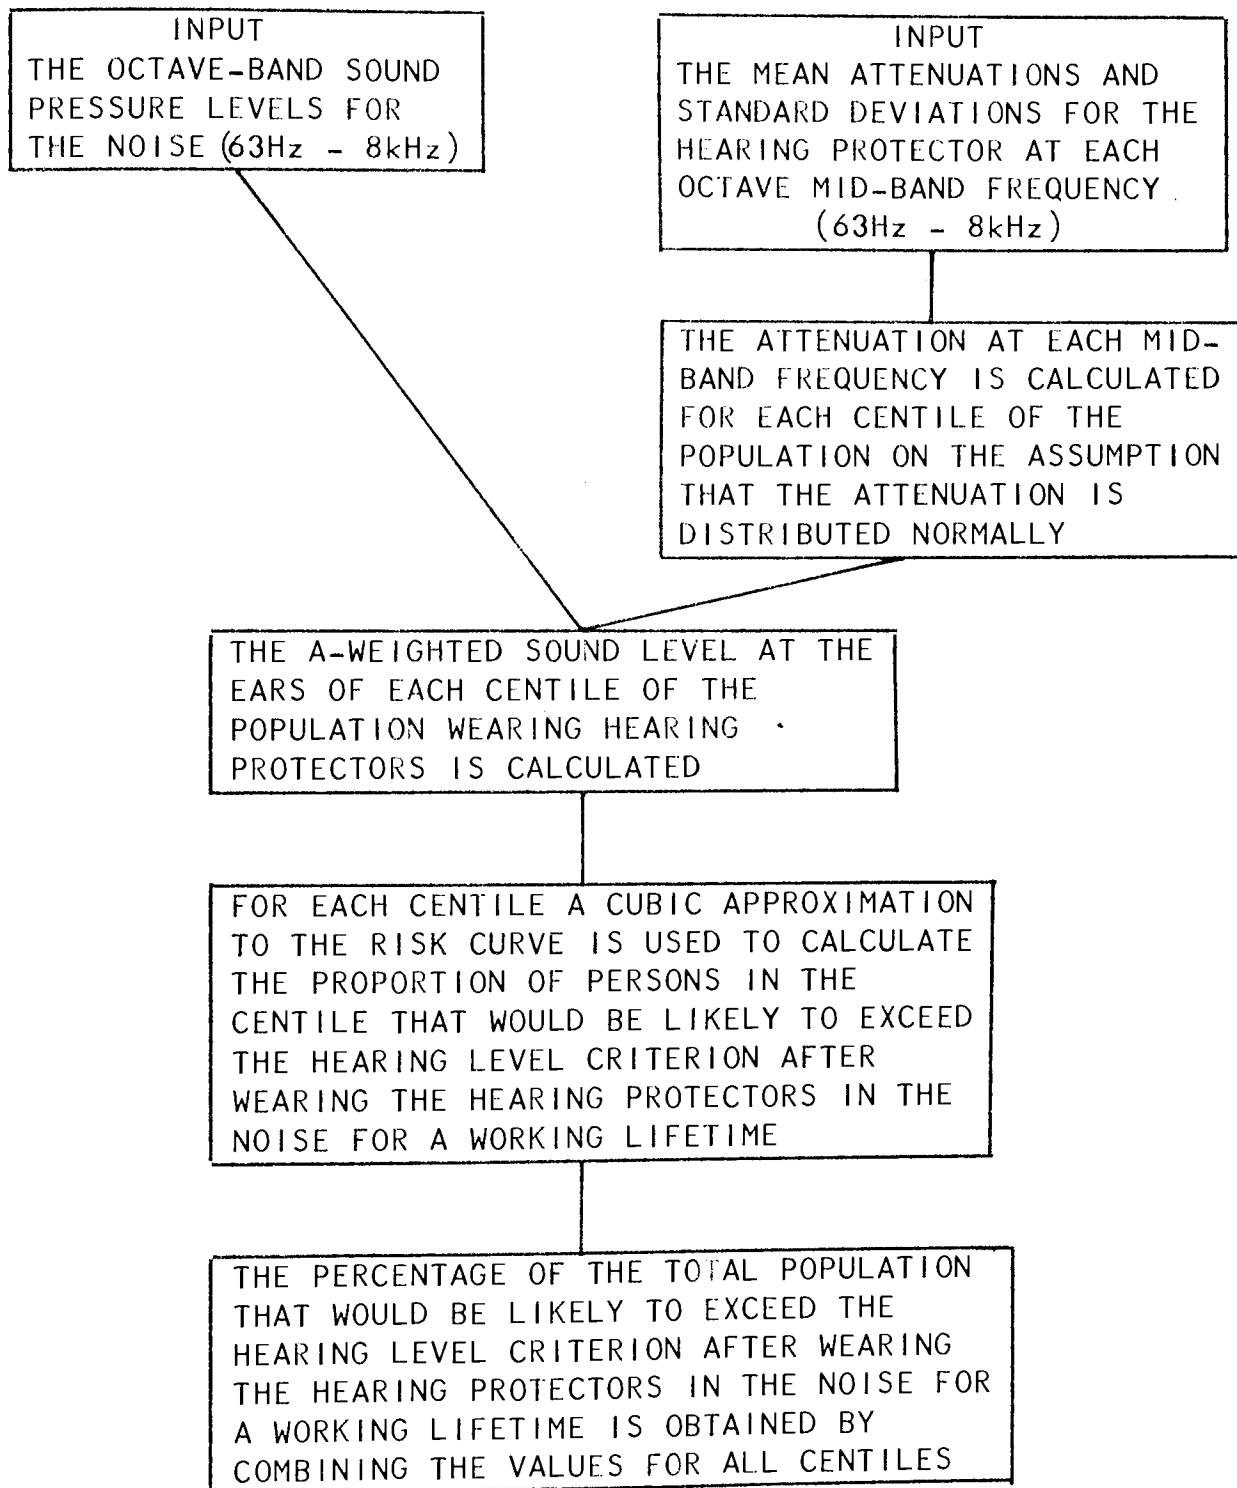 INPUT
THE OCTAVE-BAND SOUND
PRESSURE LEVELS FOR
THE NOISE (63Hz - 8kHz)
INPUT
THE MEAN ATTENUATIONS AND
STANDARD DEVIATIONS FOR THE
HEARING PROTECTOR AT EACH
OCTAVE MID-BAND FREQUENCY
(63Hz - 8kHz)
THE ATTENUATION AT EACH MID-
BAND FREQUENCY IS CALCULATED
FOR EACH CENTILE OF THE
POPULATION ON THE ASSUMPTION
THAT THE ATTENUATION IS
DISTRIBUTED NORMALLY
THE A-WEIGHTED SOUND LEVEL AT THE
EARS OF EACH CENTILE OF THE
POPULATION WEARING HEARING
PROTECTORS IS CALCULATED
FOR EACH CENTILE A CUBIC APPROXIMATION
TO THE RISK CURVE IS USED TO CALCULATE
THE PROPORTION OF PERSONS IN THE
CENTILE THAT WOULD BE LIKELY TO EXCEED
THE HEARING LEVEL CRITERION AFTER
WEARING THE HEARING PROTECTORS IN THE
NOISE FOR A WORKING LIFETIME
THE PERCENTAGE OF THE TOTAL POPULATION
THAT WOULD BE LIKELY TO EXCEED THE
HEARING LEVEL CRITERION AFTER WEARING
THE HEARING PROTECTORS IN THE NOISE FOR
A WORKING LIFETIME IS OBTAINED BY
COMBINING THE VALUES FOR ALL CENTILES